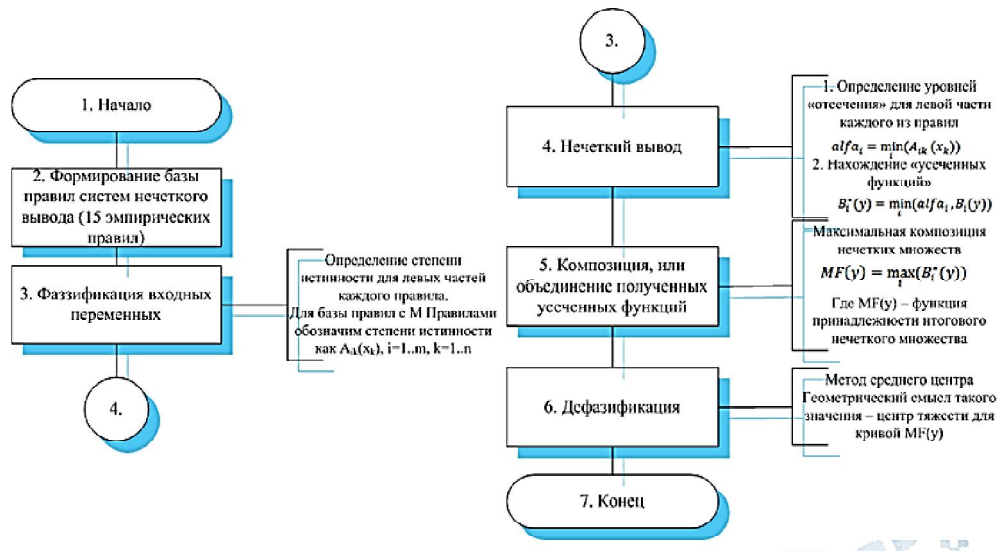 1. Начало
2. Формирование базы
правил систем нечеткого
вывода (15 эмпирических
правил)
3. Фаззификация входных
переменных
Определение степени
истинности для левых частей
каждого правила.
Для базы правил с М Правилами
обозначим степени истинности
как Aᵢₖ(xₖ), i=1..m, k=1..n
4.
3.
4. Нечеткий вывод
1. Определение уровней
«отсечения» для левой части
каждого из правил
alfaᵢ = min(Aᵢₖ(xₖ))
i
2. Нахождение «усеченных
функций»
Bᵢ*(y) = min(alfaᵢ, Bᵢ(y))
i
5. Композиция, или
объединение полученных
усеченных функций
Максимальная композиция
нечетких множеств
MF(y) = max(Bᵢ*(y))
i
Где MF(y) – функция
принадлежности итогового
нечеткого множества
6. Дефазификация
Метод среднего центра
Геометрический смысл такого
значения – центр тяжести для
кривой MF(y)
7. Конец